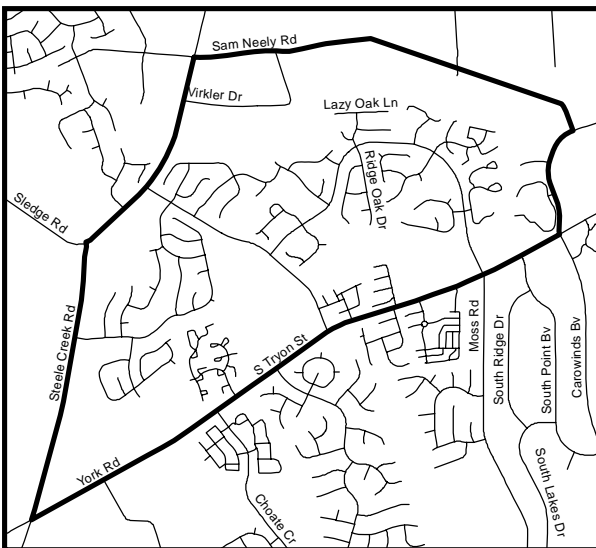 Sam Neely Rd
Virkler Dr
Lazy Oak Ln
Ridge Oak Dr
Sledge Rd
Steele Creek Rd
S Tryon St
Moss Rd
South Ridge Dr
South Point Bv
Carowinds Bv
York Rd
Choate Cr
South Lakes Dr